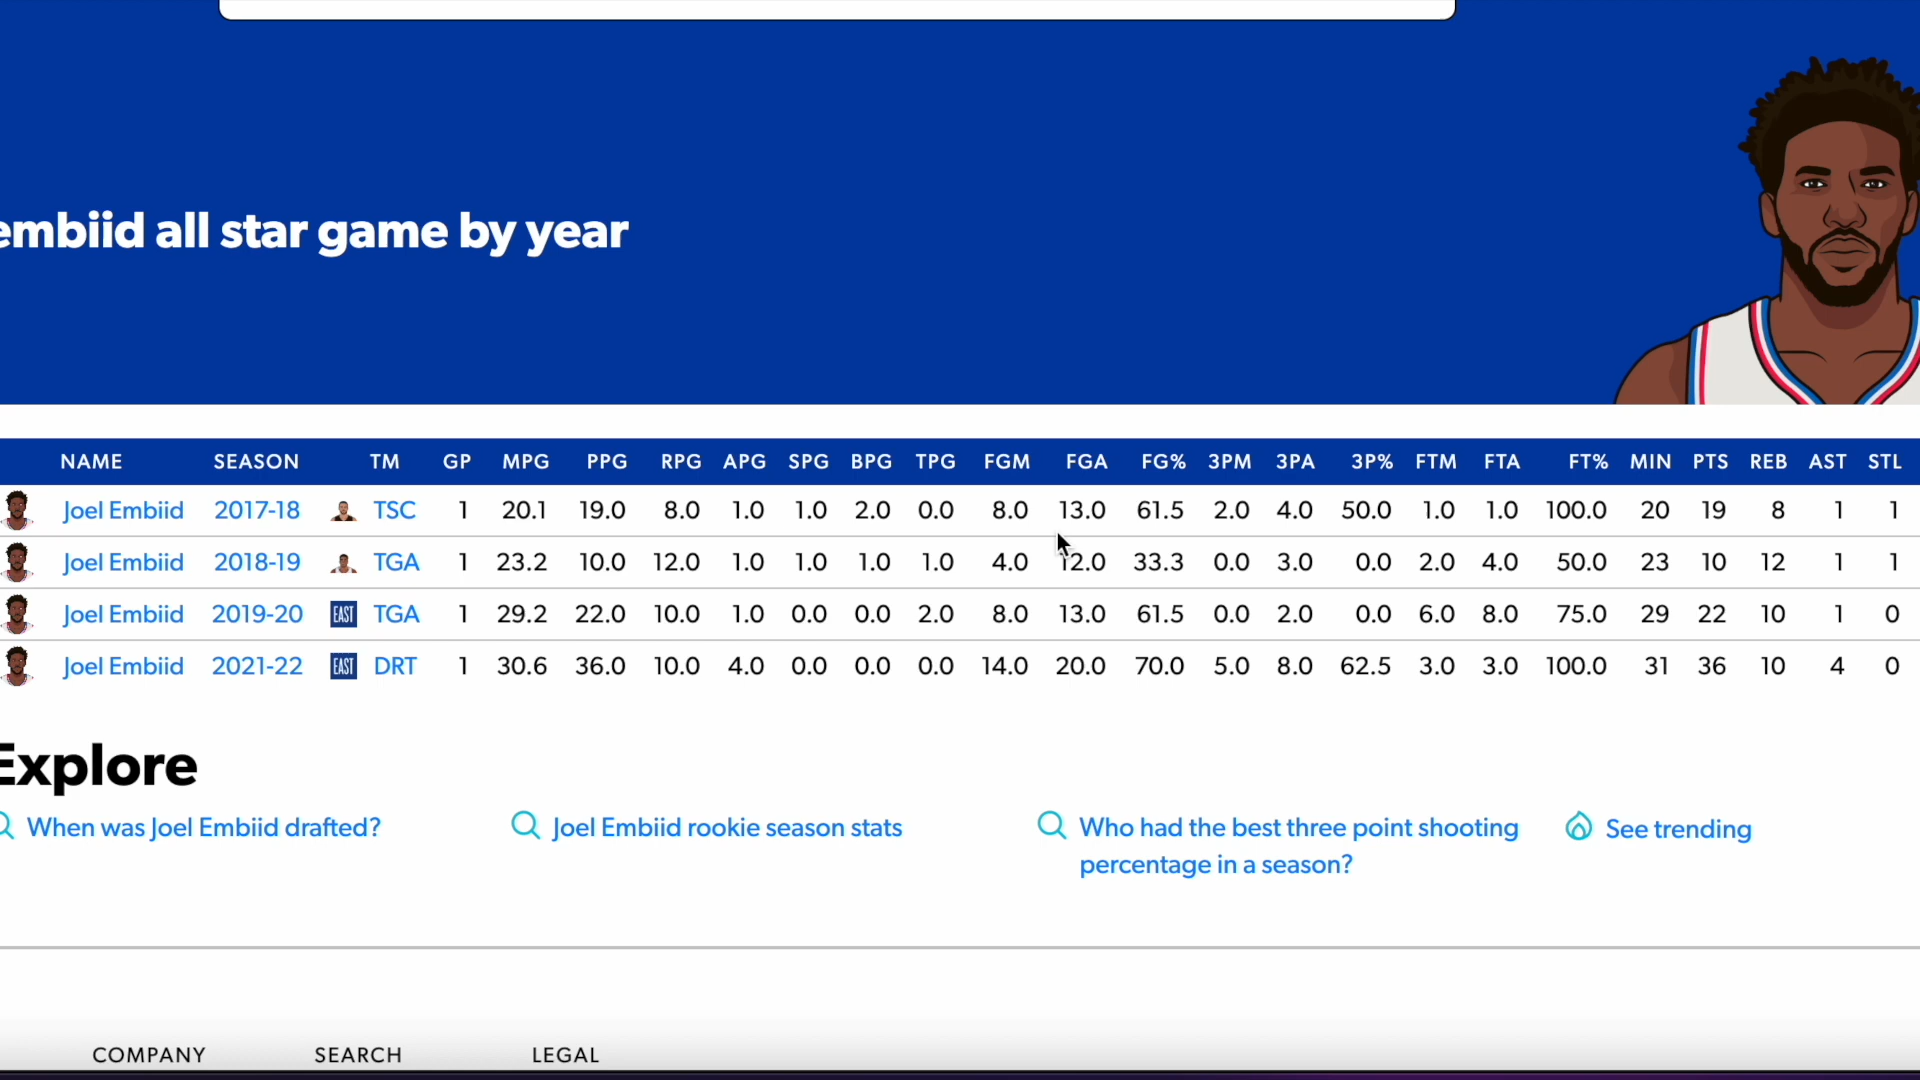 embiid all star game by year
NAME SEASON TM GP MPG PPG RPG APG SPG BPG TPG FGM FGA FG% 3PM 3PA 3P% FTM FTA FT% MIN PTS REB AST STL
Joel Embiid 2017-18 TSC 1 20.1 19.0 8.0 1.0 1.0 2.0 0.0 8.0 13.0 61.5 2.0 4.0 50.0 1.0 1.0 100.0 20 19 8 1 1
Joel Embiid 2018-19 TGA 1 23.2 10.0 12.0 1.0 1.0 1.0 1.0 4.0 12.0 33.3 0.0 3.0 0.0 2.0 4.0 50.0 23 10 12 1 1
Joel Embiid 2019-20 EAST TGA 1 29.2 22.0 10.0 1.0 0.0 0.0 2.0 8.0 13.0 61.5 0.0 2.0 0.0 6.0 8.0 75.0 29 22 10 1 0
Joel Embiid 2021-22 EAST DRT 1 30.6 36.0 10.0 4.0 0.0 0.0 0.0 14.0 20.0 70.0 5.0 8.0 62.5 3.0 3.0 100.0 31 36 10 4 0
Explore
When was Joel Embiid drafted?
Joel Embiid rookie season stats
Who had the best three point shooting
percentage in a season?
See trending
COMPANY SEARCH LEGAL